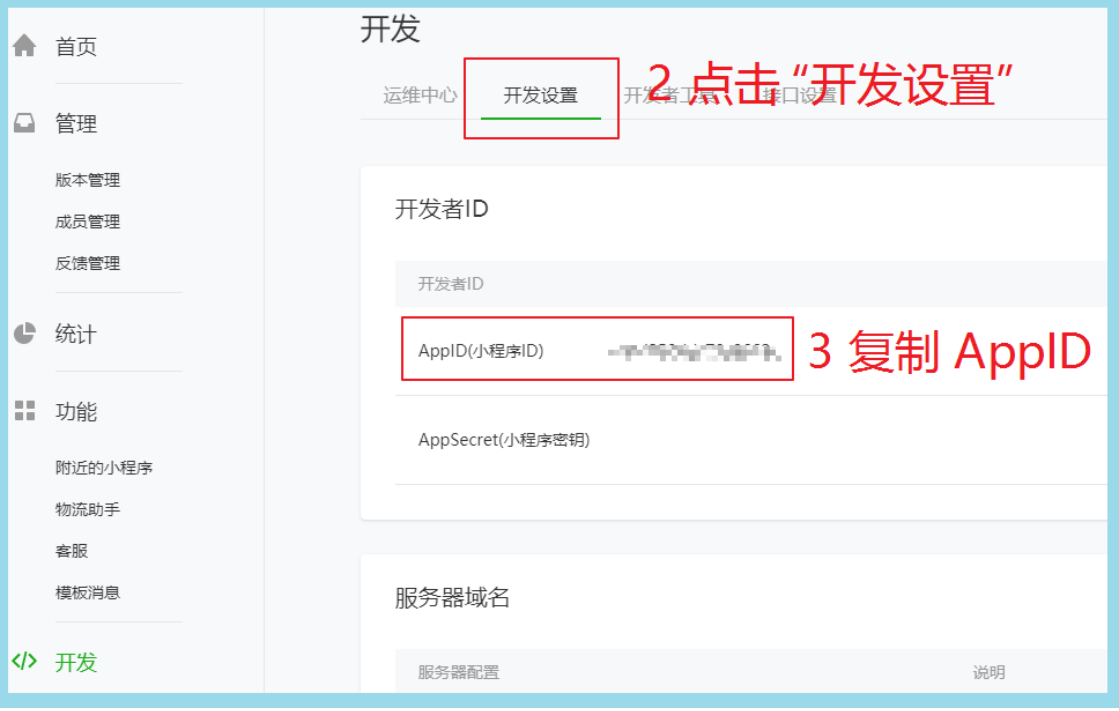 首页
管理
版本管理
成员管理
反馈管理
统计
功能
附近的小程序
物流助手
客服
模板消息
开发
开发
运维中心 开发设置 开发者工具 接口设置
2 点击 “开发设置”
开发者ID
开发者ID
AppID(小程序ID)
3 复制 AppID
AppSecret(小程序密钥)
服务器域名
服务器配置 说明